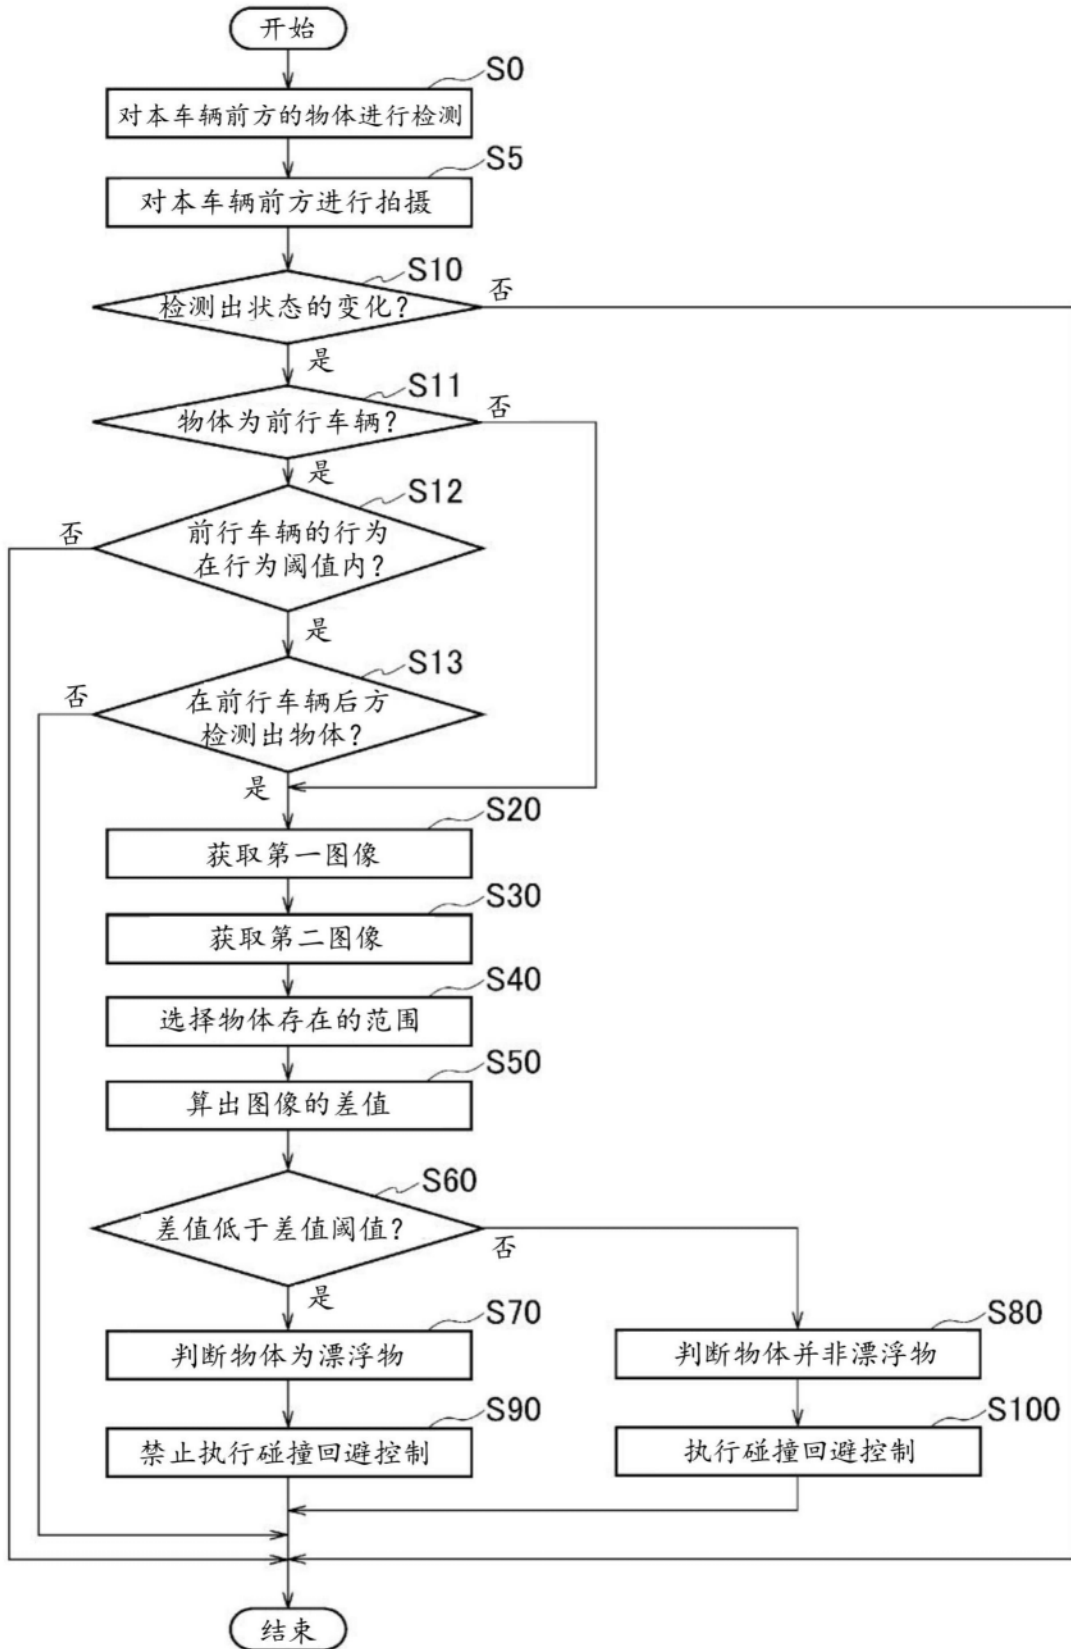 开始
S0
对本车辆前方的物体进行检测
S5
对本车辆前方进行拍摄
S10
检测出状态的变化?
否
是
S11
物体为前行车辆?
否
是
S12
前行车辆的行为
在行为阈值内?
否
是
S13
在前行车辆后方
检测出物体?
否
是
S20
获取第一图像
S30
获取第二图像
S40
选择物体存在的范围
S50
算出图像的差值
S60
差值低于差值阈值?
否
是
S70
判断物体为漂浮物
S80
判断物体并非漂浮物
S90
禁止执行碰撞回避控制
S100
执行碰撞回避控制
结束